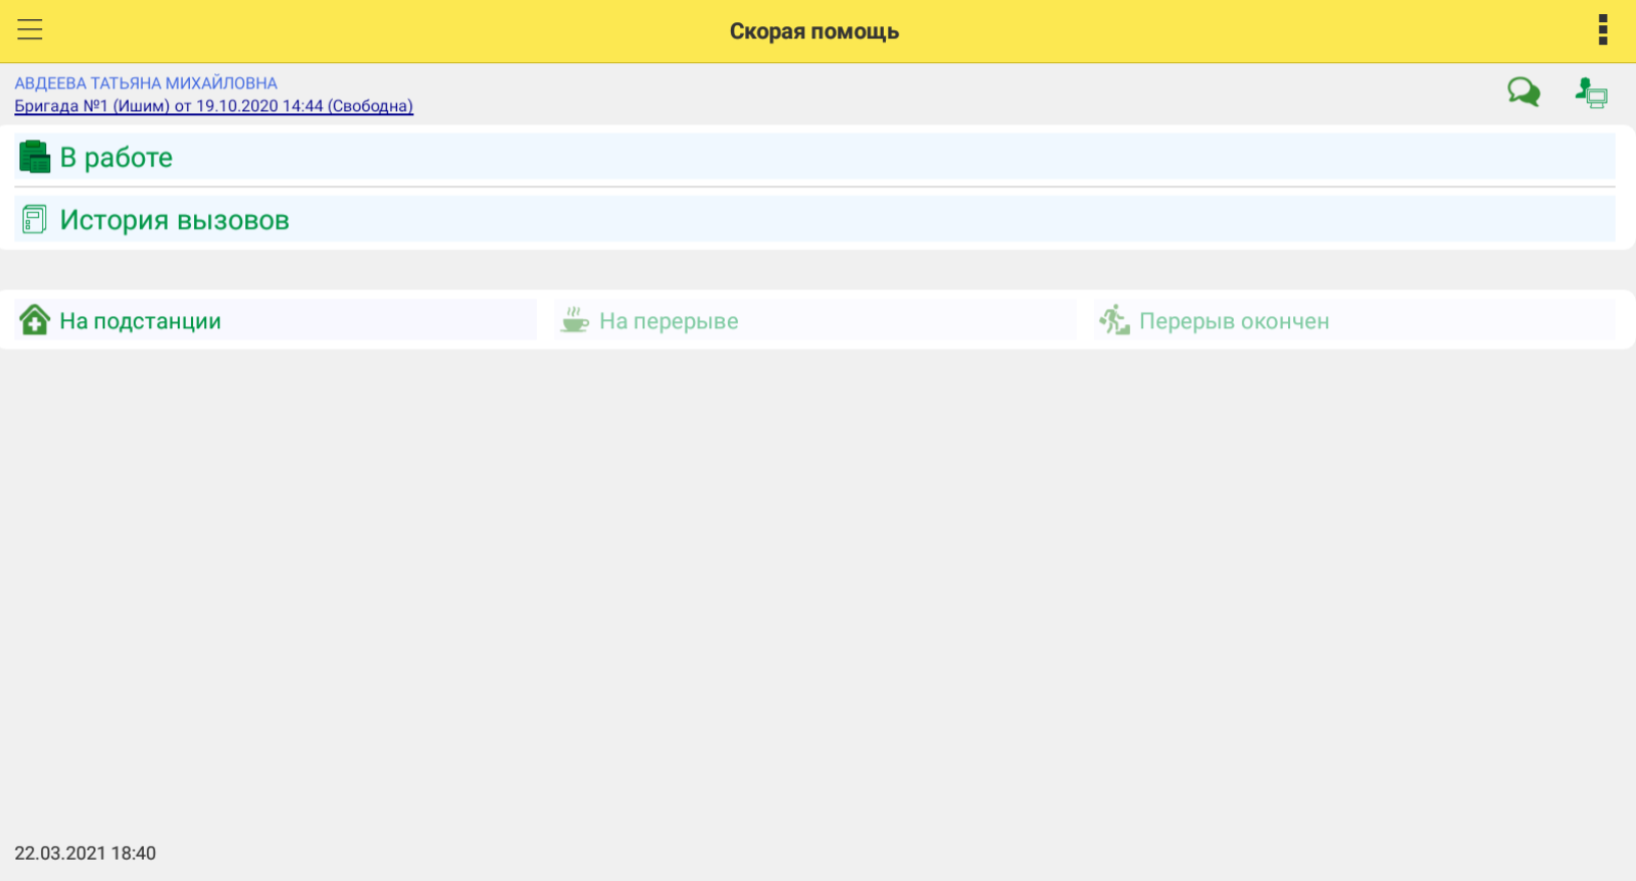 Скорая помощь
АВДЕЕВА ТАТЬЯНА МИХАЙЛОВНА
Бригада №1 (Ишим) от 19.10.2020 14:44 (Свободна)
В работе
История вызовов
На подстанции
На перерыве
Перерыв окончен
22.03.2021 18:40